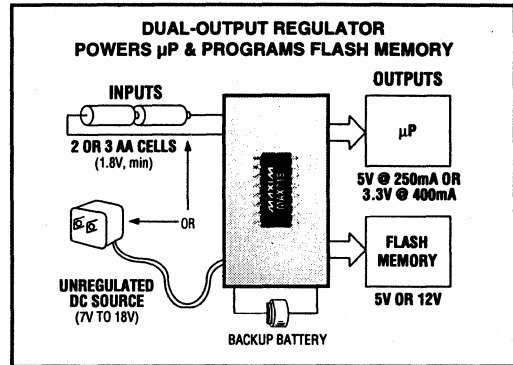 DUAL-OUTPUT REGULATOR
POWERS µP & PROGRAMS FLASH MEMORY
INPUTS
2 OR 3 AA CELLS
(1.8V, min)
OR
UNREGULATED
DC SOURCE
(7V TO 18V)
MAXIM
BACKUP BATTERY
OUTPUTS
µP
5V @ 250mA OR
3.3V @ 400mA
FLASH
MEMORY
5V OR 12V